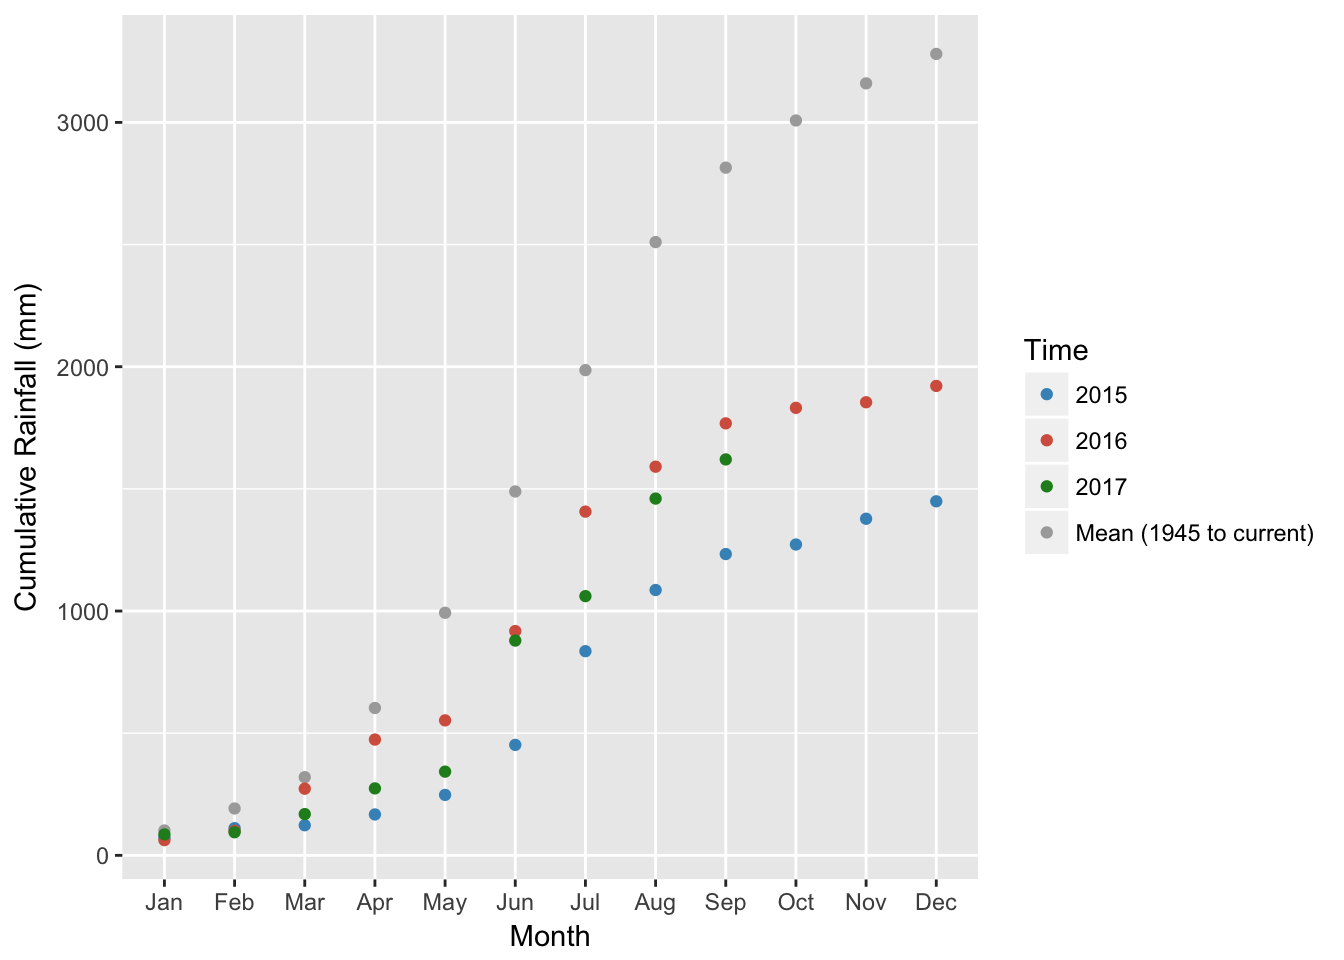 Cumulative Rainfall (mm)
3000
2000
1000
0
Jan Feb Mar Apr May Jun Jul Aug Sep Oct Nov Dec
Month
Time
2015
2016
2017
Mean (1945 to current)